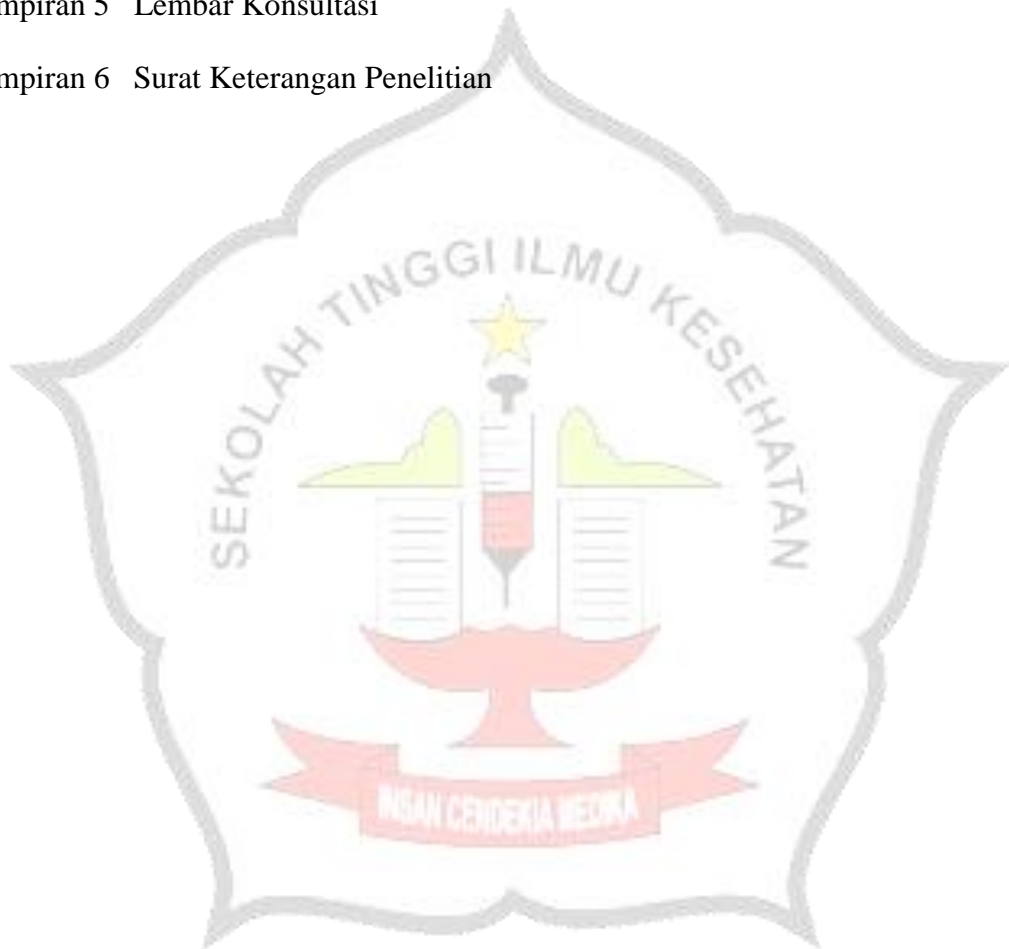 mpiran 5 Lembar Konsultasi
mpiran 6 Surat Keterangan Penelitian
SEKOLAH TINGGI ILMU KESEHATAN
INSAN CENDEKIA MEDIKA